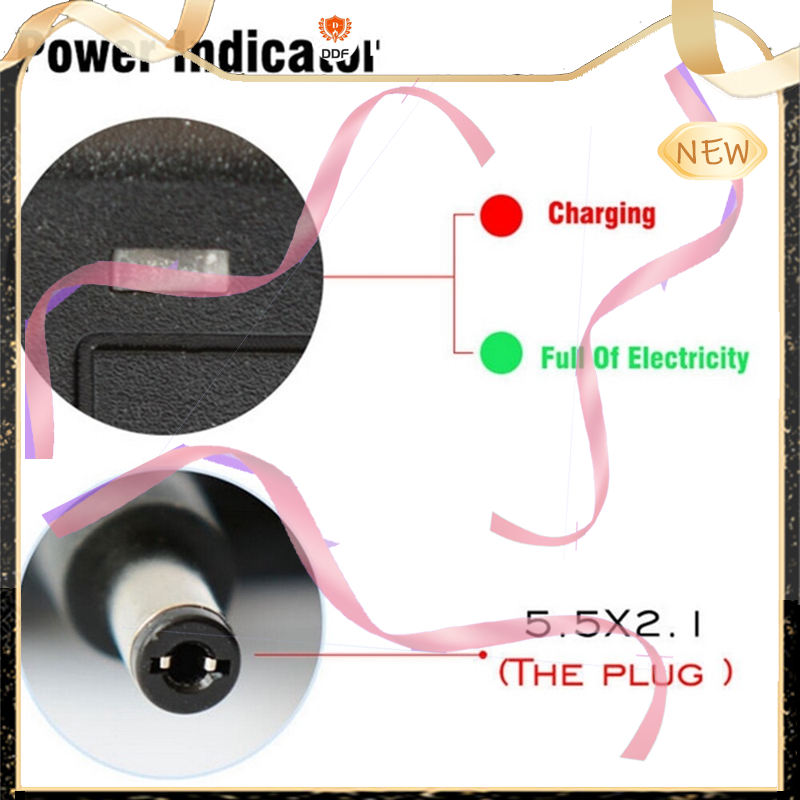 Power Indicator
DDF
NEW
Charging
Full Of Electricity
5.5X2.1
(THE PLUG )